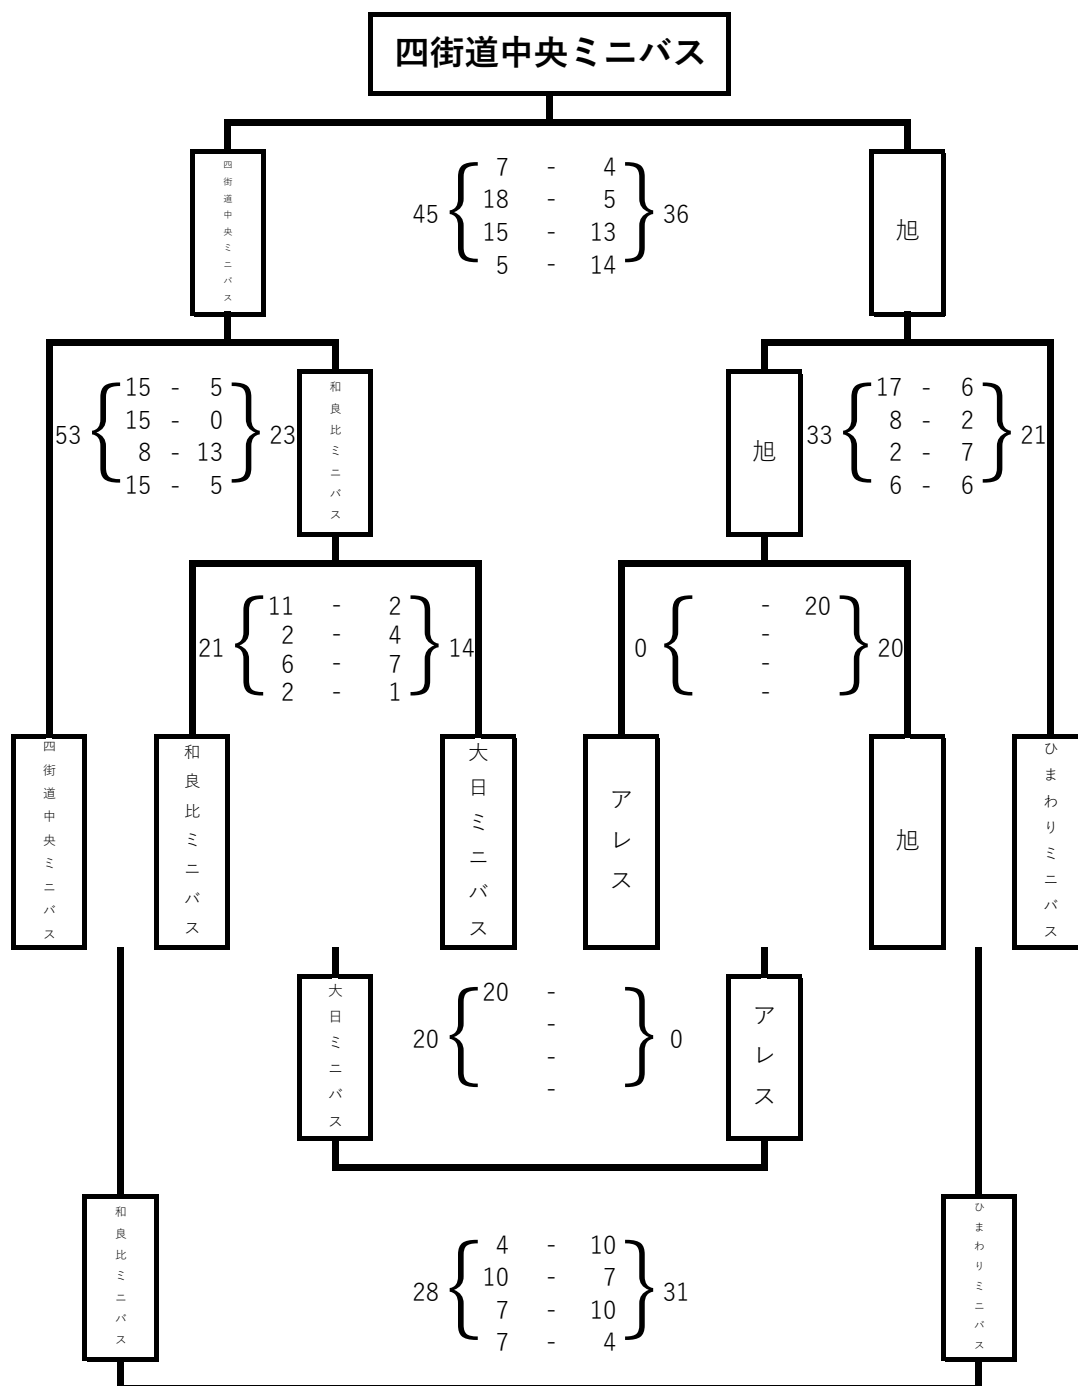 四街道中央ミニバス
四街道中央ミニバス
7 - 4
45 18 - 5 36
15 - 13
5 - 14
旭
15 - 5
53 15 - 0 23
8 - 13
15 - 5
和良比ミニバス
旭
17 - 6
33 8 - 2 21
2 - 7
6 - 6
11 - 2
21 2 - 4 14
6 - 7
2 - 1
- 20
0 - 20
-
-
四街道中央ミニバス
和良比ミニバス
大日ミニバス
アレス
旭
ひまわりミニバス
大日ミニバス
20 -
20 - 0
-
-
アレス
和良比ミニバス
4 - 10
28 10 - 7 31
7 - 10
7 - 4
ひまわりミニバス